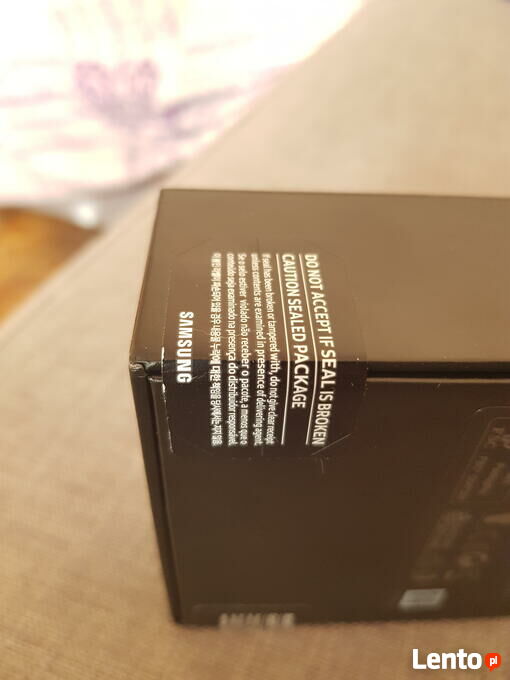 DO NOT ACCEPT IF SEAL IS BROKEN
CAUTION SEALED PACKAGE
If seal has been broken or tampered with, do not give clear receipt
unless contents are examined in presence of delivering agent.
Se o selo estiver violado não receber o pacote, a menos que o
conteúdo seja examinado na presença do distribuidor responsável.
SAMSUNG
Lento pl